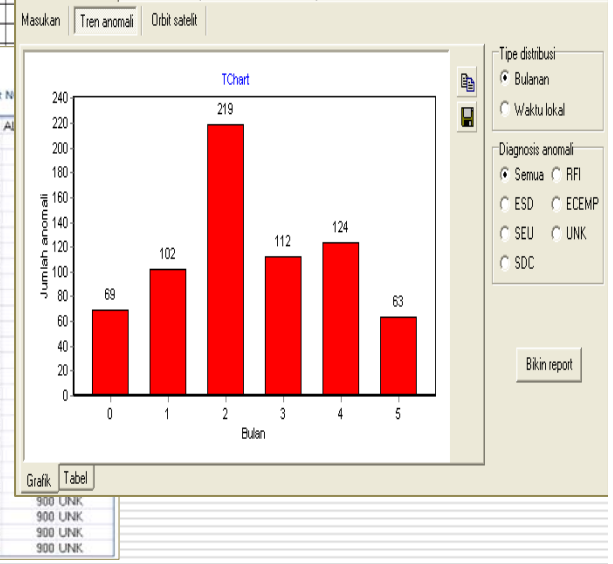 Masukan Tren anomali Orbit satelit
TChart
240
220
200
180
160
140
120
100
80
60
40
20
0
Jumlah anomali
69
102
219
112
124
63
0 1 2 3 4 5
Bulan
Grafik Tabel
Tipe distribusi
Bulanan
Waktu lokal
Diagnosis anomali
Semua RFI
ESD ECEMP
SEU UNK
SDC
Bikin report
900 UNK
900 UNK
900 UNK
900 UNK